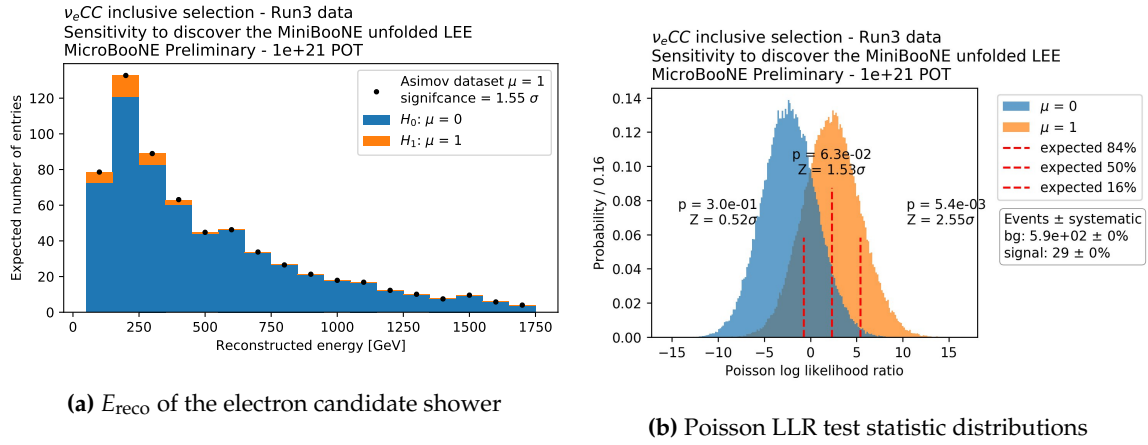 ν_eCC inclusive selection - Run3 data
Sensitivity to discover the MiniBooNE unfolded LEE
MicroBooNE Preliminary - 1e+21 POT
Asimov dataset μ = 1
signifcance = 1.55 σ
H₀: μ = 0
H₁: μ = 1
Expected number of entries
120
100
80
60
40
20
0
0 250 500 750 1000 1250 1500 1750
Reconstructed energy [GeV]
(a) E_reco of the electron candidate shower
ν_eCC inclusive selection - Run3 data
Sensitivity to discover the MiniBooNE unfolded LEE
MicroBooNE Preliminary - 1e+21 POT
Probability / 0.16
0.14
0.12
0.10
0.08
0.06
0.04
0.02
0.00
p = 6.3e-02
Z = 1.53σ
p = 3.0e-01
Z = 0.52σ
p = 5.4e-03
Z = 2.55σ
−15 −10 −5 0 5 10 15
Poisson log likelihood ratio
μ = 0
μ = 1
expected 84%
expected 50%
expected 16%
Events ± systematic
bg: 5.9e+02 ± 0%
signal: 29 ± 0%
(b) Poisson LLR test statistic distributions